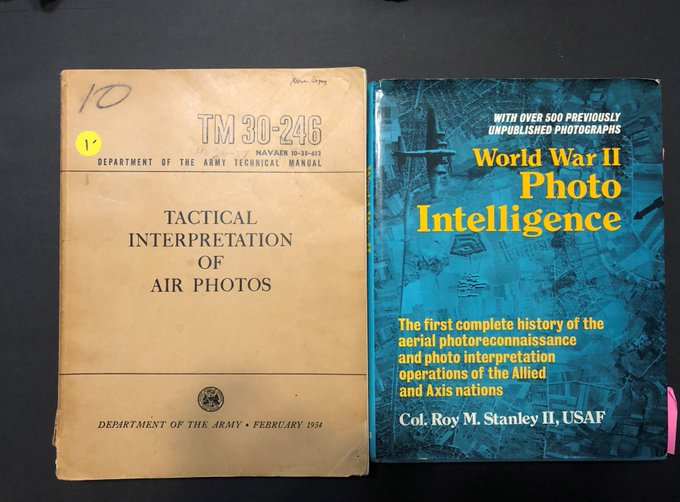 10
Xtra Copy
1
TM 30-246
NAVAER 10-35-613
DEPARTMENT OF THE ARMY TECHNICAL MANUAL
TACTICAL
INTERPRETATION
OF
AIR PHOTOS
DEPARTMENT OF THE ARMY • FEBRUARY 1954
WITH OVER 500 PREVIOUSLY
UNPUBLISHED PHOTOGRAPHS
World War II
Photo
Intelligence
The first complete history of the
aerial photoreconnaissance
and photo interpretation
operations of the Allied
and Axis nations
Col. Roy M. Stanley II, USAF